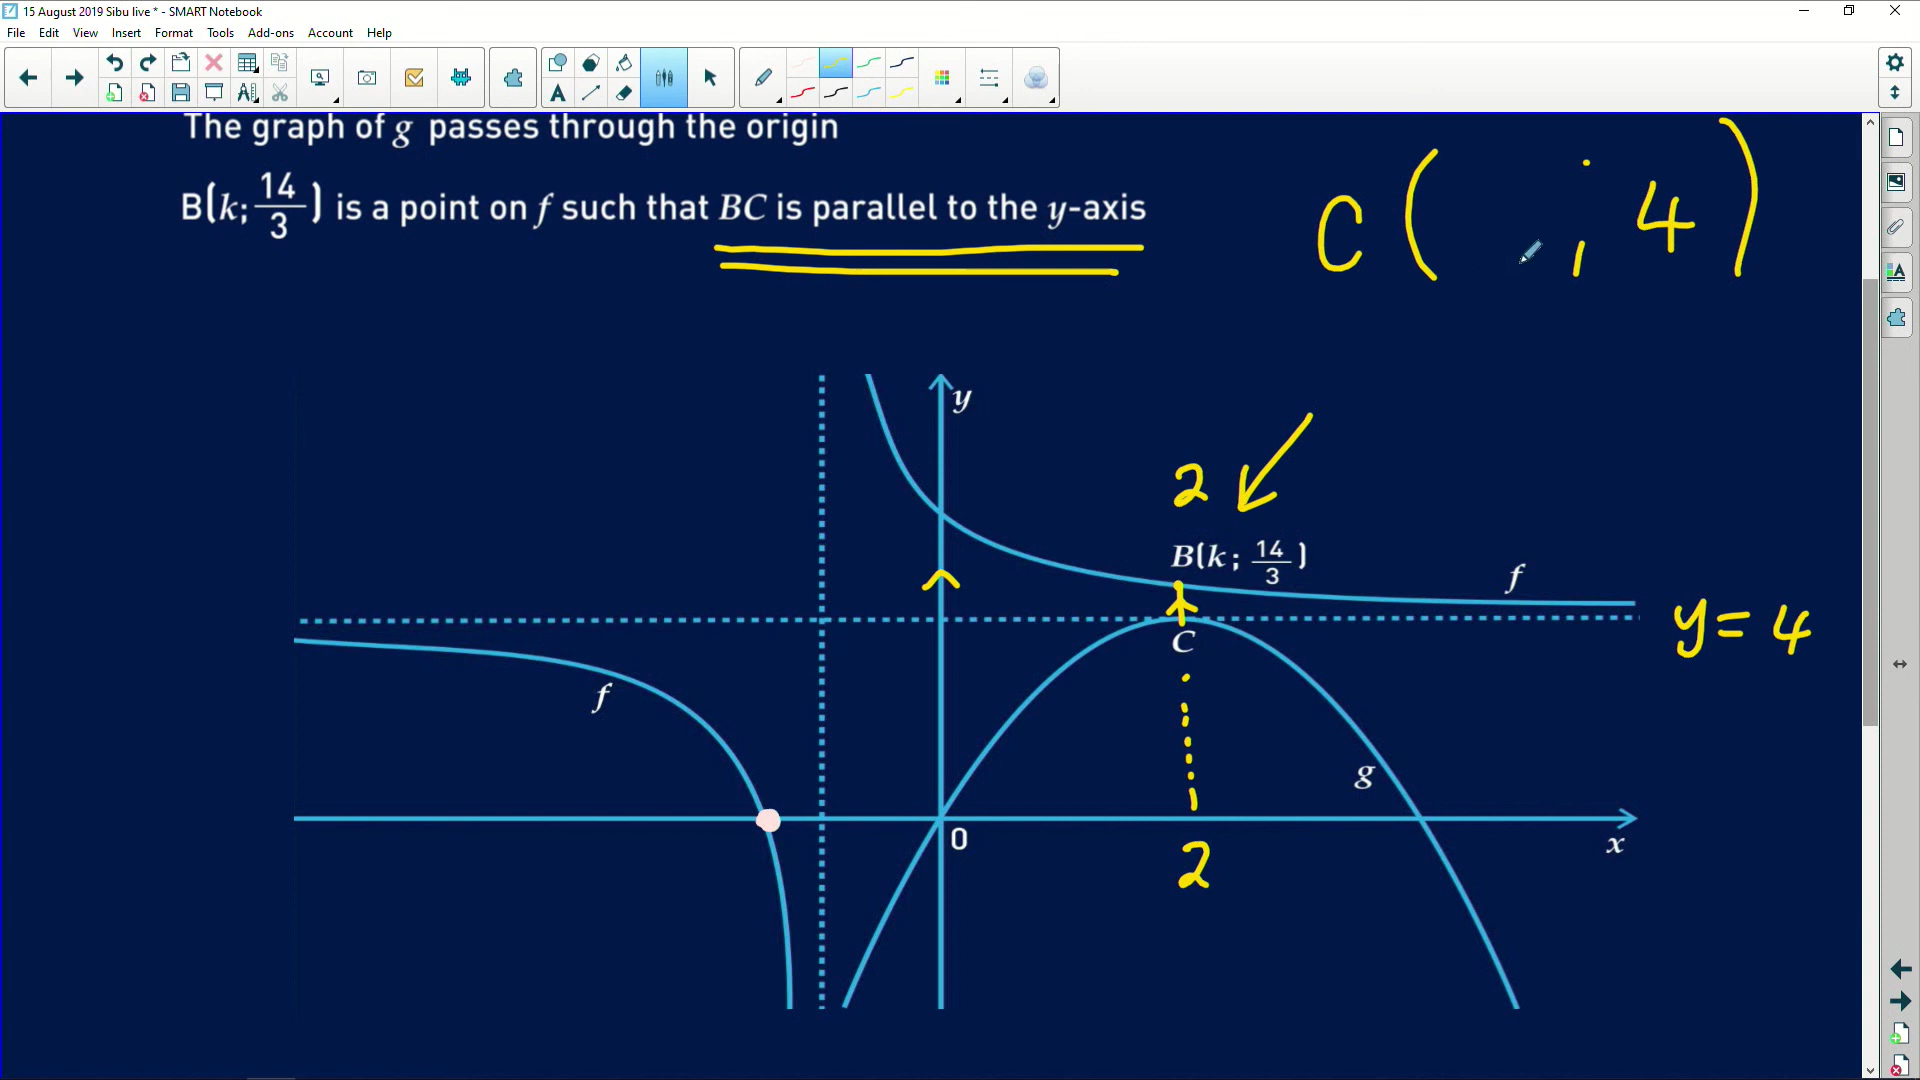 15 August 2019 Sibu live * - SMART Notebook
File Edit View Insert Format Tools Add-ons Account Help
The graph of g passes through the origin
B(k; 14/3) is a point on f such that BC is parallel to the y-axis
C ( ; 4 )
y
2
B(k; 14/3)
f
y = 4
C
f
g
0
x
2